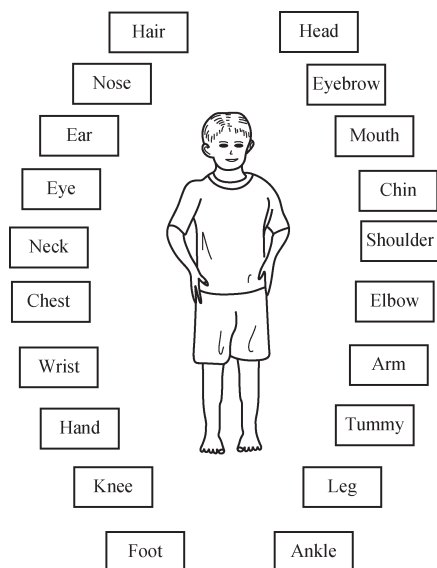 Hair
Head
Nose
Eyebrow
Ear
Mouth
Eye
Chin
Neck
Shoulder
Chest
Elbow
Wrist
Arm
Hand
Tummy
Knee
Leg
Foot
Ankle